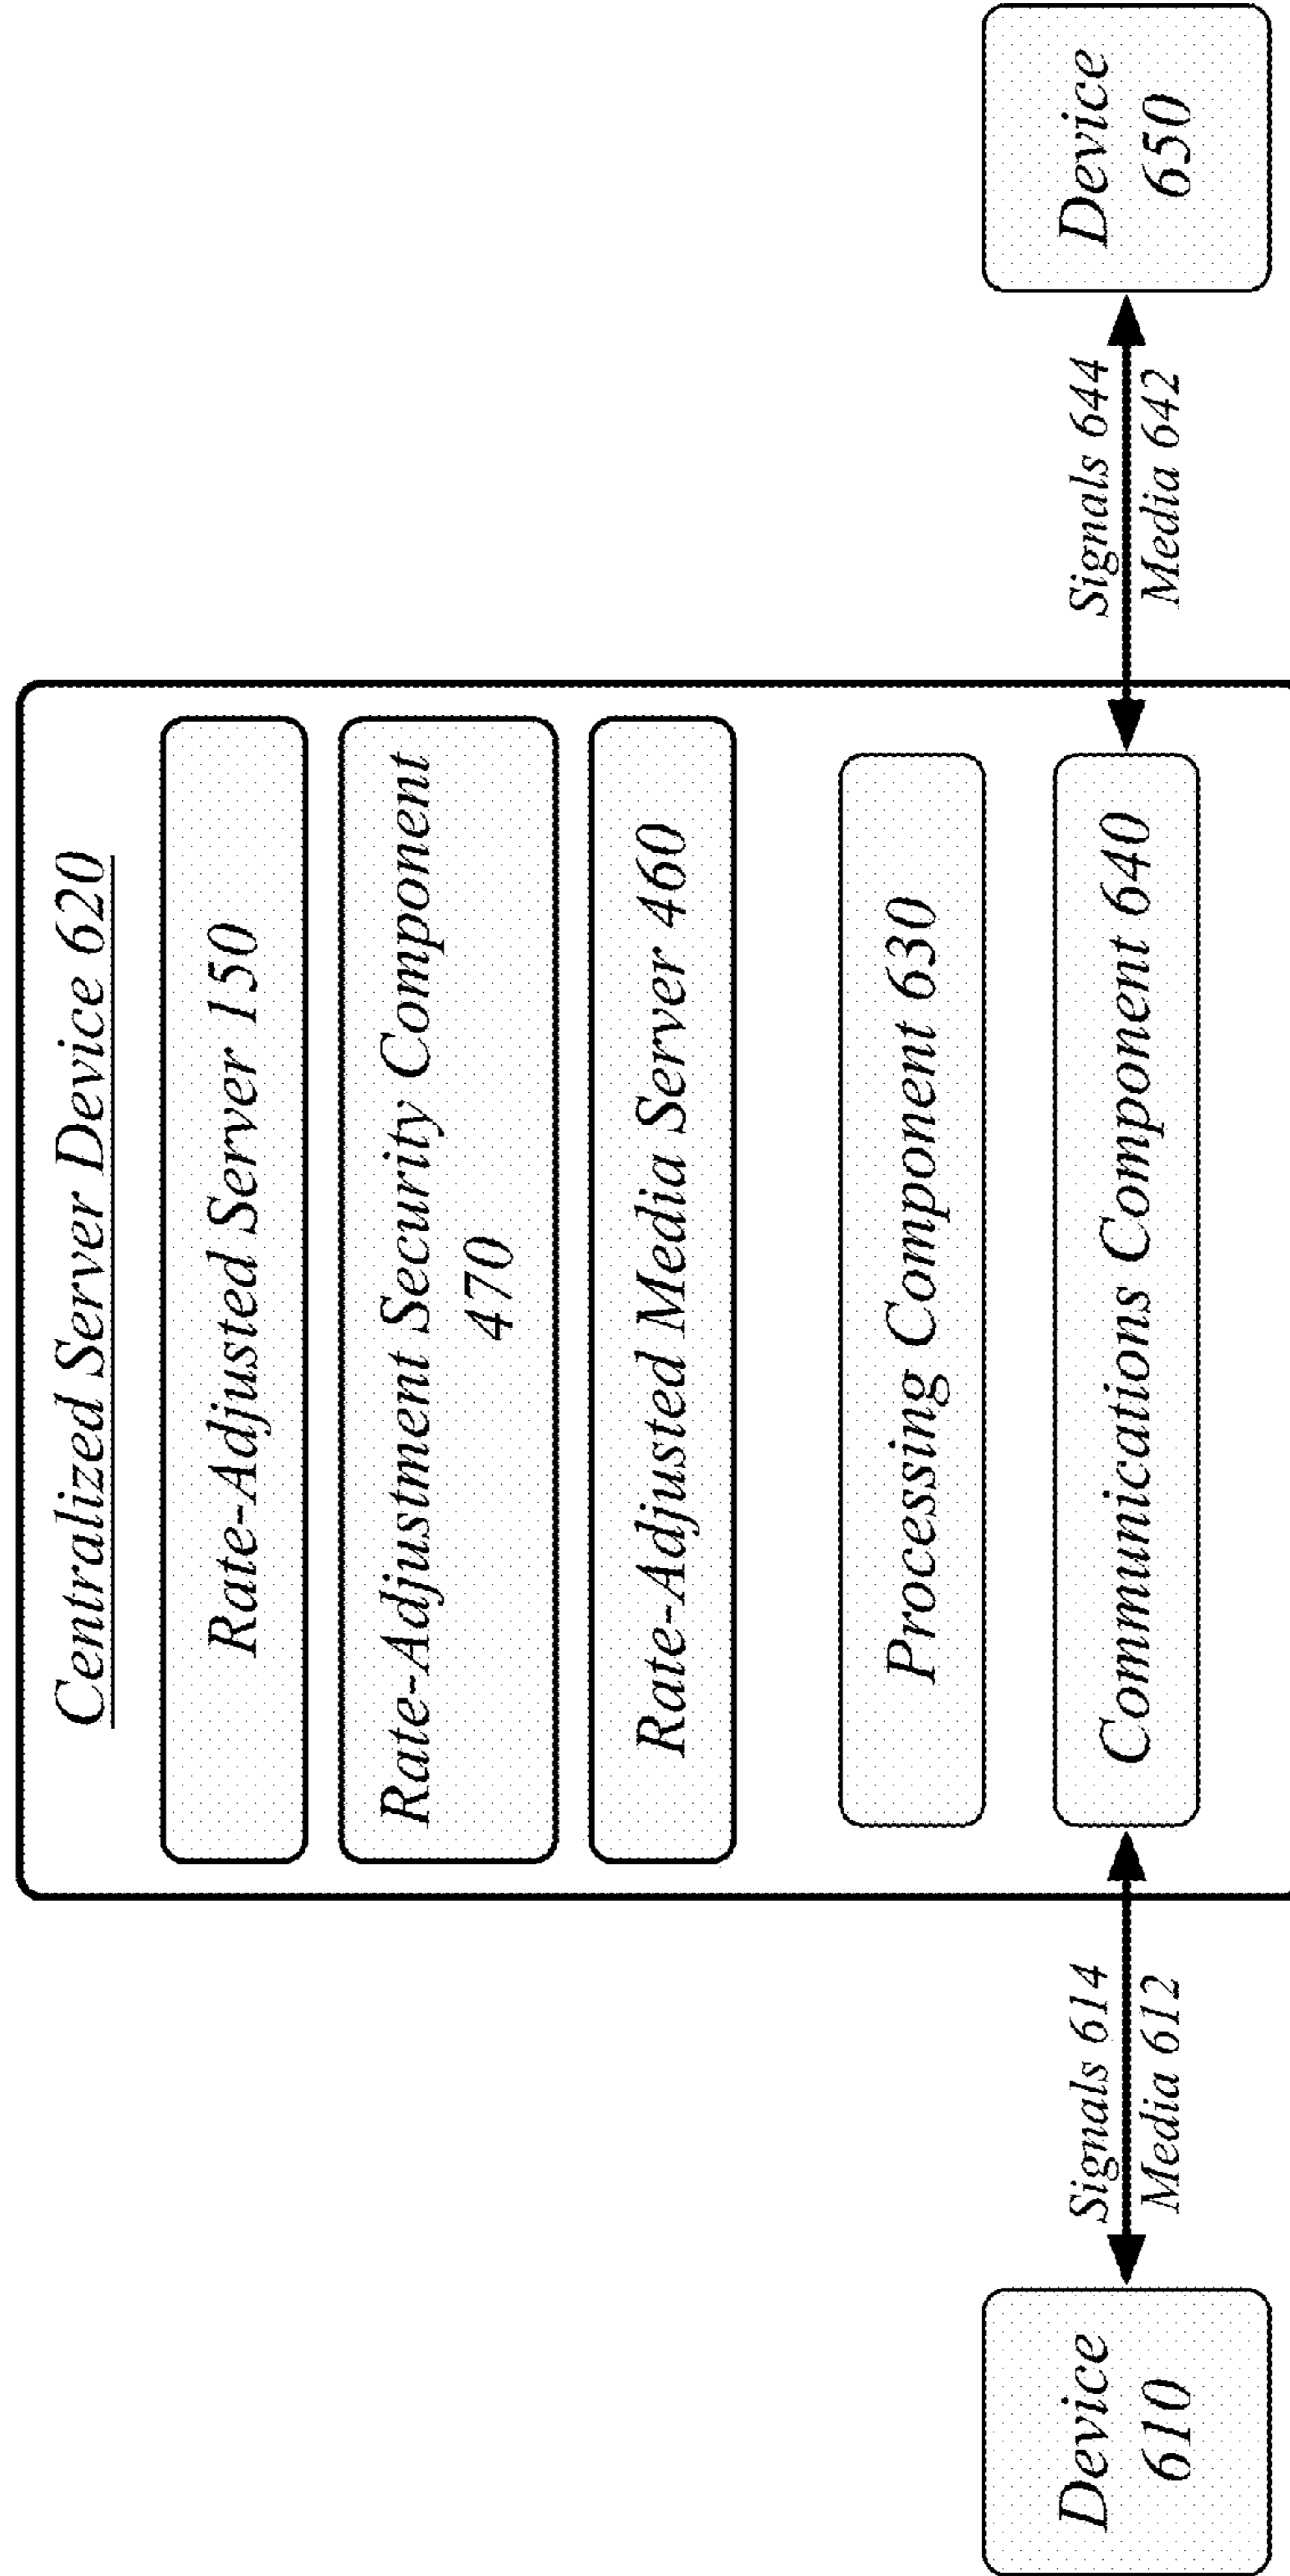 Centralized Server Device 620
Rate-Adjusted Server 150
Rate-Adjustment Security Component
470
Rate-Adjusted Media Server 460
Processing Component 630
Communications Component 640
Device
610
Signals 614
Media 612
Signals 644
Media 642
Device
650